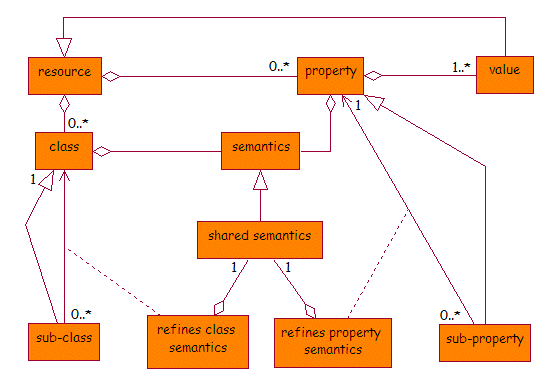 resource
0..*
property
1..*
value
0..*
1
class
semantics
1
shared semantics
1
1
0..*
0..*
sub-class
refines class
semantics
refines property
semantics
sub-property